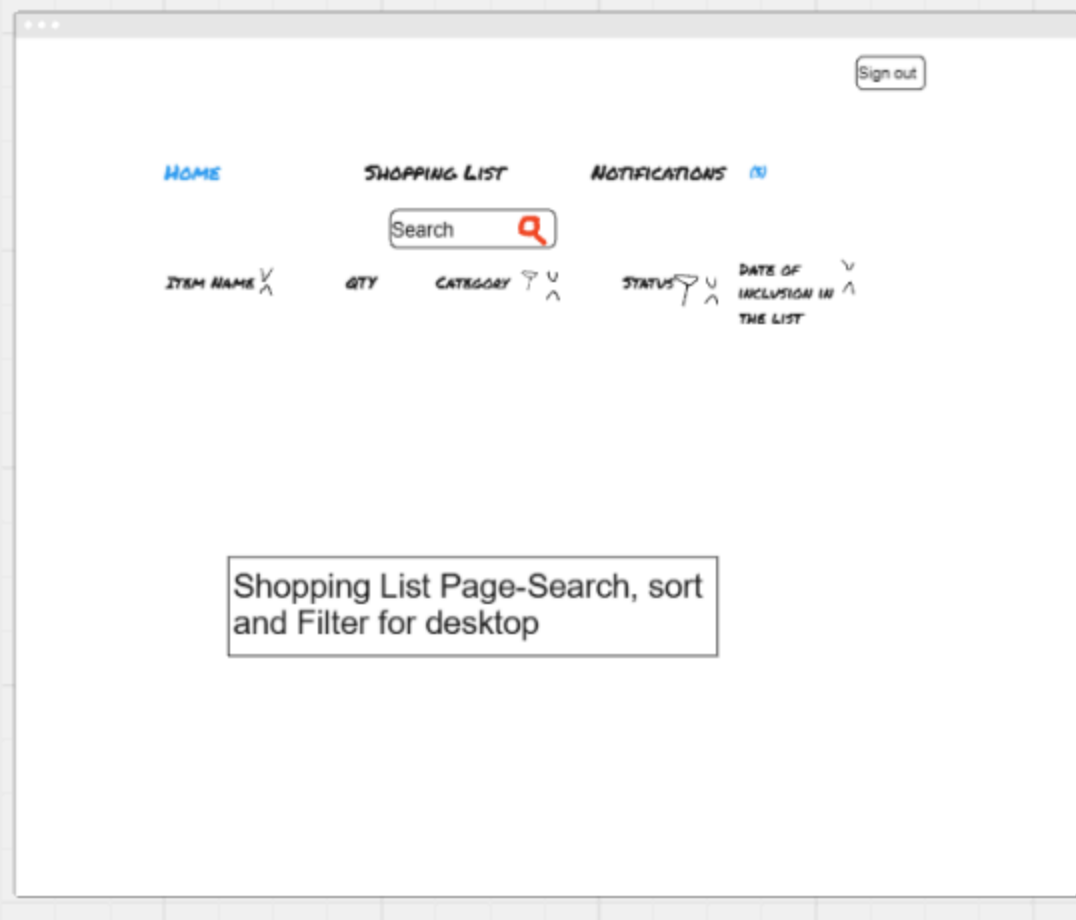 Sign out
Home Shopping List Notifications
Search
Item Name QTY Category Status Date of
inclusion in
the list
Shopping List Page-Search, sort
and Filter for desktop